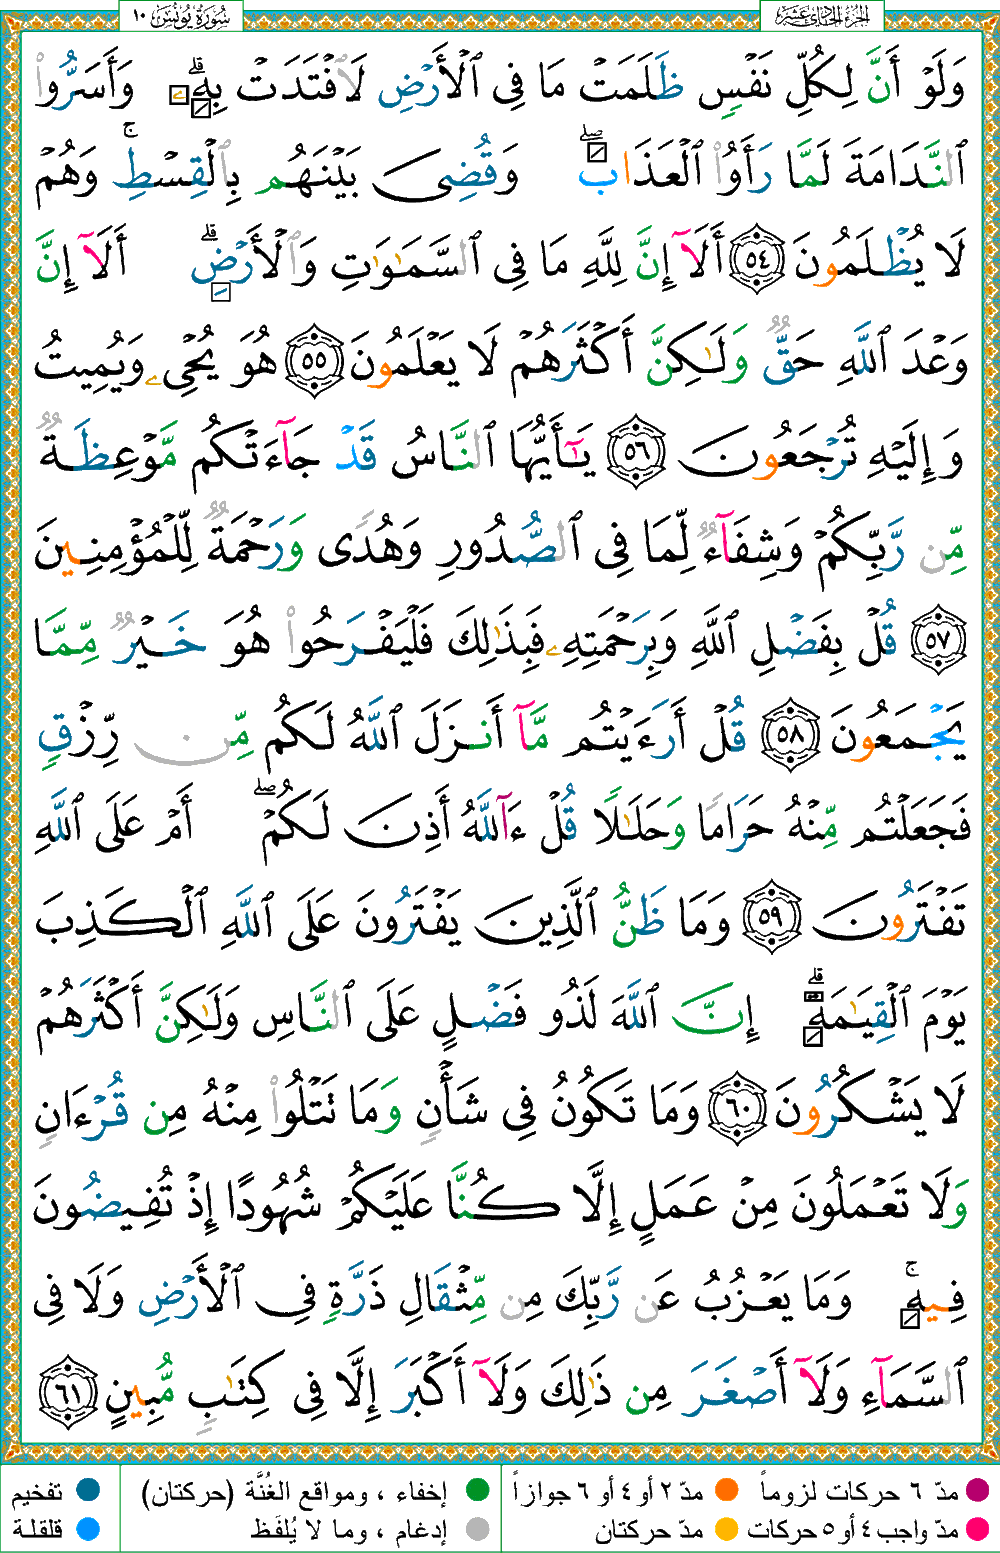 سُورَةُ يُونُسَ ١٠
الجزء الحادي عشر
وَلَوْ أَنَّ لِكُلِّ نَفْسٍ ظَلَمَتْ مَا فِى ٱلْأَرْضِ لَٱفْتَدَتْ بِهِۦ ۗ وَأَسَرُّوا۟
ٱلنَّدَامَةَ لَمَّا رَأَوُا۟ ٱلْعَذَابَ ۖ وَقُضِىَ بَيْنَهُم بِٱلْقِسْطِ ۚ وَهُمْ
لَا يُظْلَمُونَ ٥٤ أَلَآ إِنَّ لِلَّهِ مَا فِى ٱلسَّمَـٰوَٰتِ وَٱلْأَرْضِ ۗ أَلَآ إِنَّ
وَعْدَ ٱللَّهِ حَقٌّ وَلَـٰكِنَّ أَكْثَرَهُمْ لَا يَعْلَمُونَ ٥٥ هُوَ يُحْىِۦ وَيُمِيتُ
وَإِلَيْهِ تُرْجَعُونَ ٥٦ يَـٰٓأَيُّهَا ٱلنَّاسُ قَدْ جَآءَتْكُم مَّوْعِظَةٌ
مِّن رَّبِّكُمْ وَشِفَآءٌ لِّمَا فِى ٱلصُّدُورِ وَهُدًى وَرَحْمَةٌ لِّلْمُؤْمِنِينَ
٥٧ قُلْ بِفَضْلِ ٱللَّهِ وَبِرَحْمَتِهِۦ فَبِذَٰلِكَ فَلْيَفْرَحُوا۟ هُوَ خَيْرٌ مِّمَّا
يَجْمَعُونَ ٥٨ قُلْ أَرَءَيْتُم مَّآ أَنزَلَ ٱللَّهُ لَكُم مِّن رِّزْقٍ
فَجَعَلْتُم مِّنْهُ حَرَامًا وَحَلَـٰلًا قُلْ ءَآللَّهُ أَذِنَ لَكُمْ ۖ أَمْ عَلَى ٱللَّهِ
تَفْتَرُونَ ٥٩ وَمَا ظَنُّ ٱلَّذِينَ يَفْتَرُونَ عَلَى ٱللَّهِ ٱلْكَذِبَ
يَوْمَ ٱلْقِيَـٰمَةِ ۗ إِنَّ ٱللَّهَ لَذُو فَضْلٍ عَلَى ٱلنَّاسِ وَلَـٰكِنَّ أَكْثَرَهُمْ
لَا يَشْكُرُونَ ٦٠ وَمَا تَكُونُ فِى شَأْنٍ وَمَا تَتْلُوا۟ مِنْهُ مِن قُرْءَانٍ
وَلَا تَعْمَلُونَ مِنْ عَمَلٍ إِلَّا كُنَّا عَلَيْكُمْ شُهُودًا إِذْ تُفِيضُونَ
فِيهِ ۚ وَمَا يَعْزُبُ عَن رَّبِّكَ مِن مِّثْقَالِ ذَرَّةٍ فِى ٱلْأَرْضِ وَلَا فِى
ٱلسَّمَآءِ وَلَآ أَصْغَرَ مِن ذَٰلِكَ وَلَآ أَكْبَرَ إِلَّا فِى كِتَـٰبٍ مُّبِينٍ ٦١
مدّ ٦ حركات لزوماً
مدّ ٢ أو ٤ أو ٦ جوازاً
إخفاء ، ومواقع الغُنَّة (حركتان)
تفخيم
مدّ واجب ٤ أو ٥ حركات
مدّ حركتان
إدغام ، وما لا يُلفَظ
قلقلة